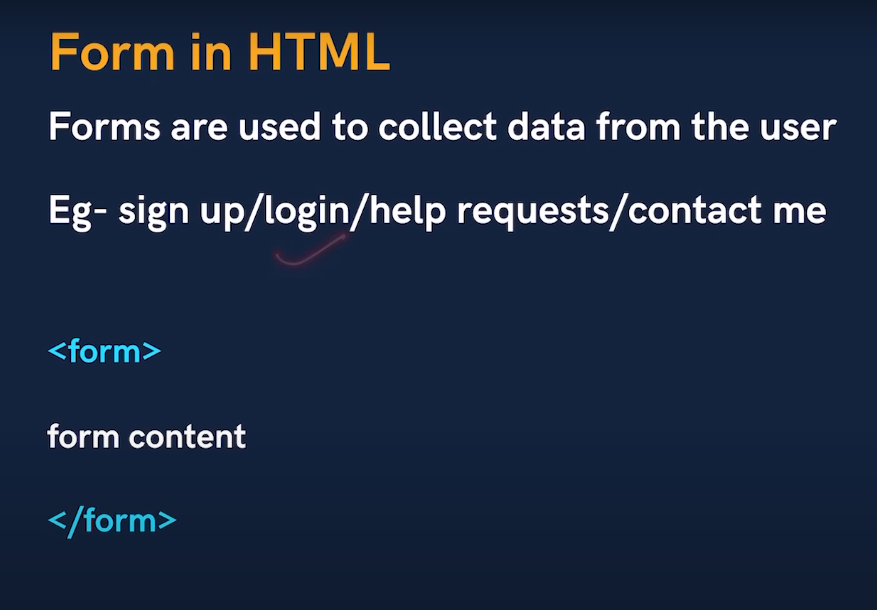 Form in HTML
Forms are used to collect data from the user
Eg- sign up/login/help requests/contact me
<form>
form content
</form>